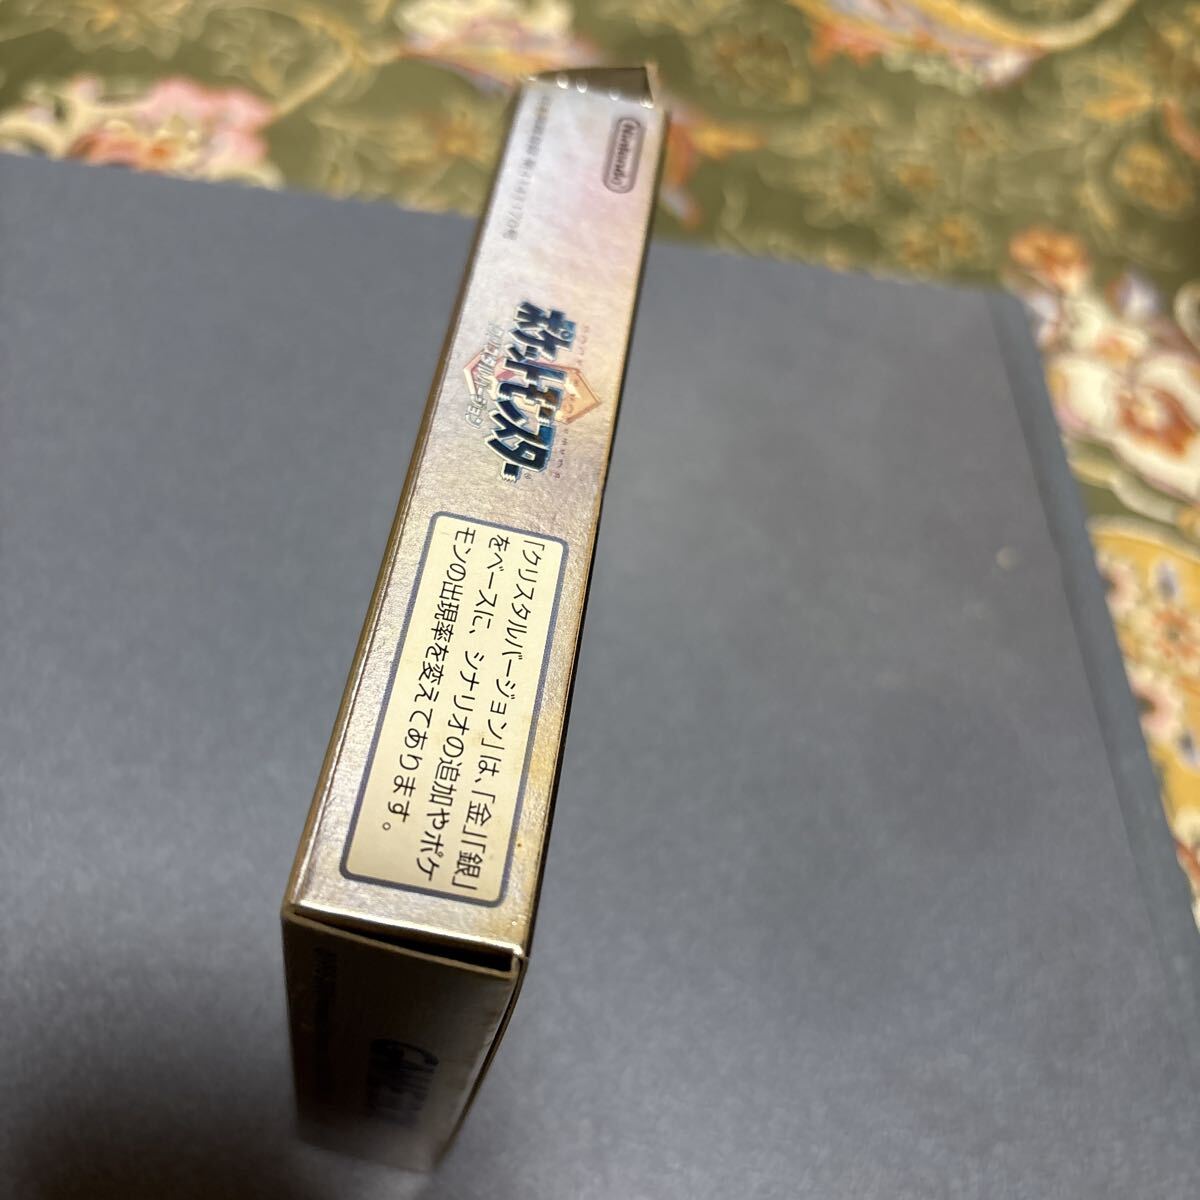 Nintendo
ポケットモンスター
クリスタルバージョン
「クリスタルバージョン」は、「金」「銀」
をベースに、シナリオの追加やポケ
モンの出現率を変えてあります。